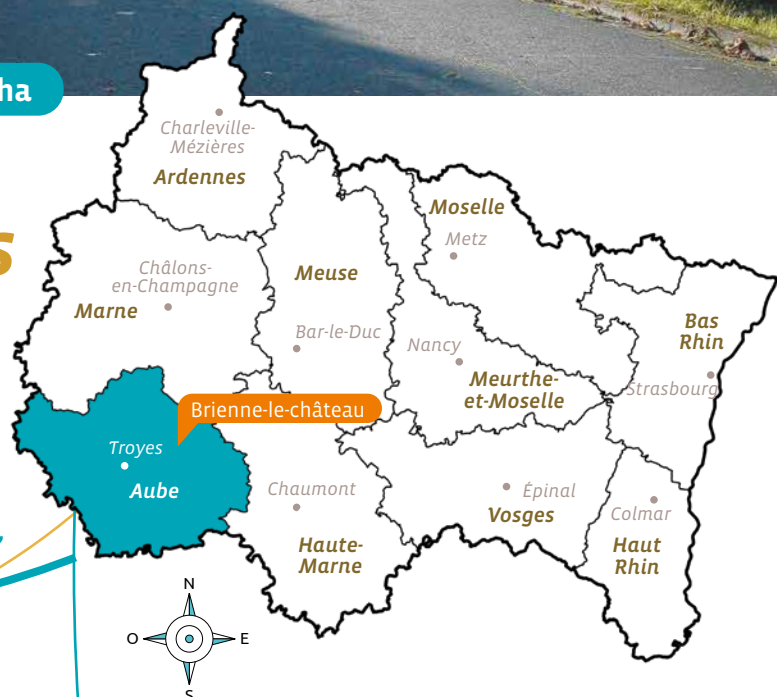 ha
s
Charleville-
Mézières
Ardennes
Moselle
Metz
Châlons-
en-Champagne
Marne
Meuse
Bar-le-Duc
Nancy
Meurthe-
et-Moselle
Bas
Rhin
Strasbourg
Brienne-le-château
Troyes
Aube
Chaumont
Haute-
Marne
Épinal
Vosges
Colmar
Haut
Rhin
N
O
E
S